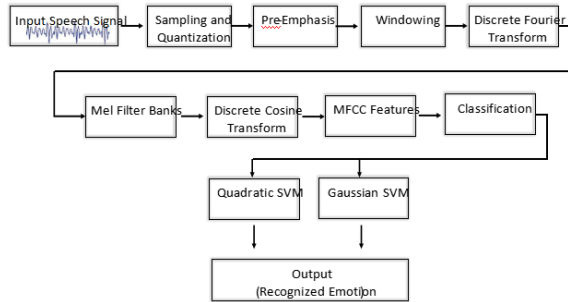 Input Speech Signal
Sampling and
Quantization
Pre-Emphasis
Windowing
Discrete Fourier
Transform
Mel Filter Banks
Discrete Cosine
Transform
MFCC Features
Classification
Quadratic SVM
Gaussian SVM
Output
(Recognized Emotion)